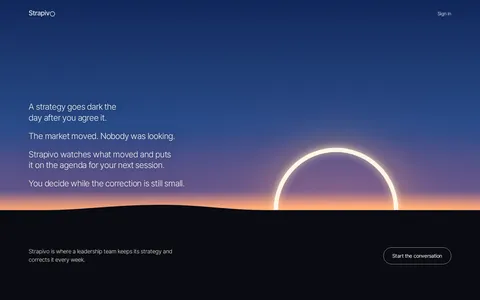 Strapivo
Sign in
A strategy goes dark the
day after you agree it.
The market moved. Nobody was looking.
Strapivo watches what moved and puts
it on the agenda for your next session.
You decide while the correction is still small.
Strapivo is where a leadership team keeps its strategy and
corrects it every week.
Start the conversation